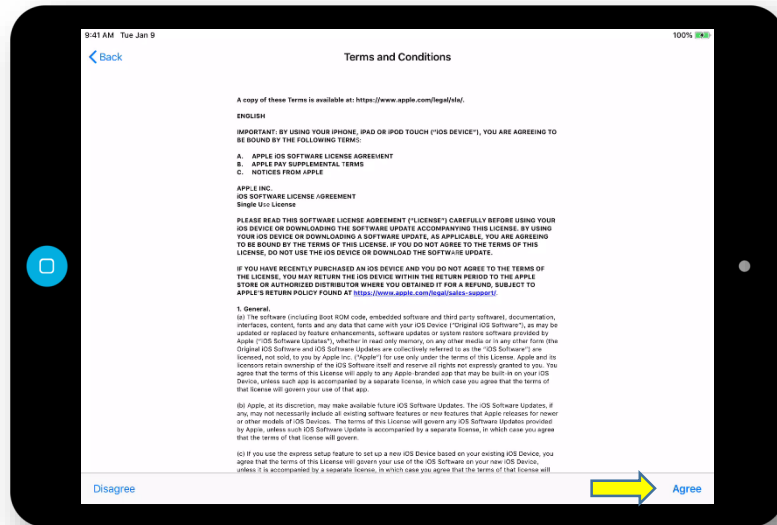 9:41 AM Tue Jan 9
100%
Back
Terms and Conditions
A copy of these Terms is available at: https://www.apple.com/legal/sla/.
ENGLISH
IMPORTANT: BY USING YOUR iPHONE, iPAD OR iPOD TOUCH ("iOS DEVICE"), YOU ARE AGREEING TO
BE BOUND BY THE FOLLOWING TERMS:
A. APPLE iOS SOFTWARE LICENSE AGREEMENT
B. APPLE PAY SUPPLEMENTAL TERMS
C. NOTICES FROM APPLE
APPLE INC.
iOS SOFTWARE LICENSE AGREEMENT
Single Use License
PLEASE READ THIS SOFTWARE LICENSE AGREEMENT ("LICENSE") CAREFULLY BEFORE USING YOUR
iOS DEVICE OR DOWNLOADING THE SOFTWARE UPDATE ACCOMPANYING THIS LICENSE. BY USING
YOUR iOS DEVICE OR DOWNLOADING A SOFTWARE UPDATE, AS APPLICABLE, YOU ARE AGREEING
TO BE BOUND BY THE TERMS OF THIS LICENSE. IF YOU DO NOT AGREE TO THE TERMS OF THIS
LICENSE, DO NOT USE THE iOS DEVICE OR DOWNLOAD THE SOFTWARE UPDATE.
IF YOU HAVE RECENTLY PURCHASED AN iOS DEVICE AND YOU DO NOT AGREE TO THE TERMS OF
THE LICENSE, YOU MAY RETURN THE iOS DEVICE WITHIN THE RETURN PERIOD TO THE APPLE
STORE OR AUTHORIZED DISTRIBUTOR WHERE YOU OBTAINED IT FOR A REFUND, SUBJECT TO
APPLE'S RETURN POLICY FOUND AT https://www.apple.com/legal/sales-support/.
1. General.
(a) The software (including Boot ROM code, embedded software and third party software), documentation,
interfaces, content, fonts and any data that came with your iOS Device ("Original iOS Software"), as may be
updated or replaced by feature enhancements, software updates or system restore software provided by
Apple ("iOS Software Updates"), whether in read only memory, on any other media or in any other form (the
Original iOS Software and iOS Software Updates are collectively referred to as the "iOS Software") are
licensed, not sold, to you by Apple Inc. ("Apple") for use only under the terms of this License. Apple and its
licensors retain ownership of the iOS Software itself and reserve all rights not expressly granted to you. You
agree that the terms of this License will apply to any Apple-branded app that may be built-in on your iOS
Device, unless such app is accompanied by a separate license, in which case you agree that the terms of
that license will govern your use of that app.
(b) Apple, at its discretion, may make available future iOS Software Updates. The iOS Software Updates, if
any, may not necessarily include all existing software features or new features that Apple releases for newer
or other models of iOS Devices. The terms of this License will govern any iOS Software Updates provided
by Apple, unless such iOS Software Update is accompanied by a separate license, in which case you agree
that the terms of that license will govern.
(c) If you use the express setup feature to set up a new iOS Device based on your existing iOS Device, you
agree that the terms of this License will govern your use of the iOS Software on your new iOS Device,
unless it is accompanied by a separate license, in which case you agree that the terms of that license will
Disagree
Agree